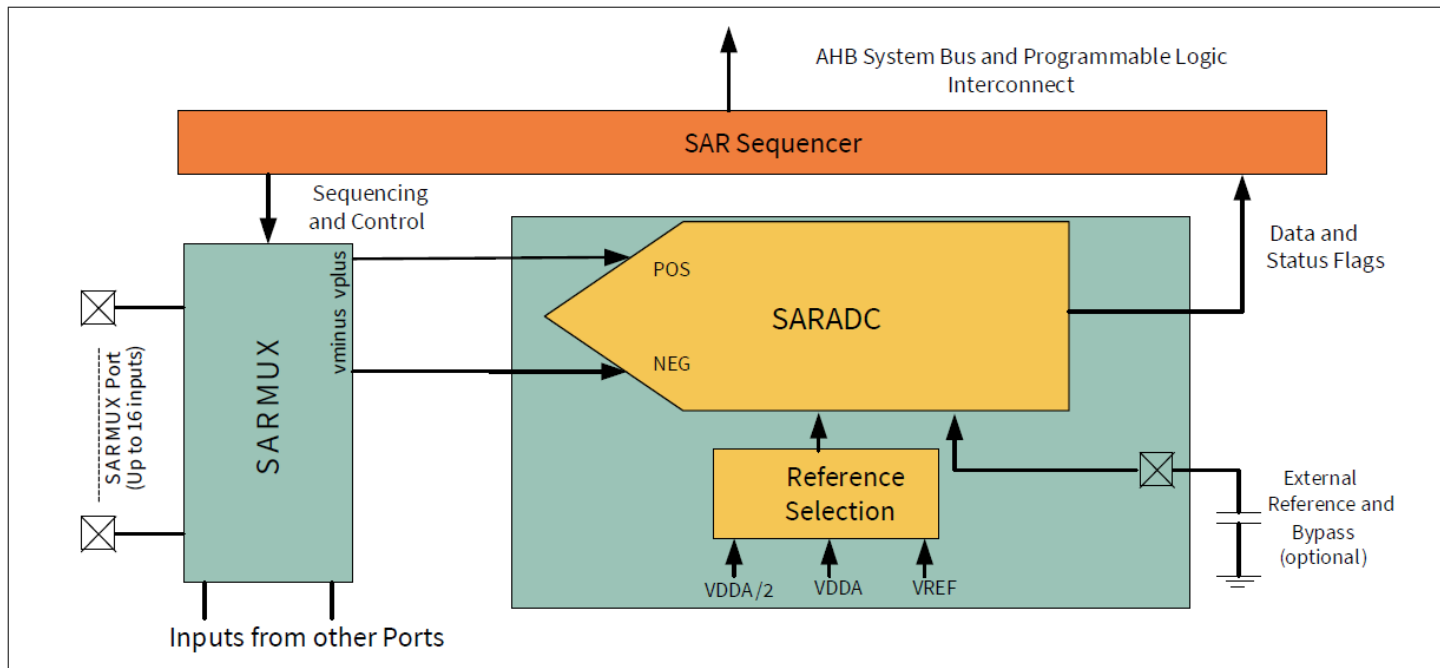 AHB System Bus and Programmable Logic
Interconnect
SAR Sequencer
Sequencing
and Control
vplus
vminus
SARMUX
SARMUX Port
(Up to 16 inputs)
POS
NEG
SARADC
Data and
Status Flags
Reference
Selection
VDDA/2
VDDA
VREF
External
Reference and
Bypass
(optional)
Inputs from other Ports